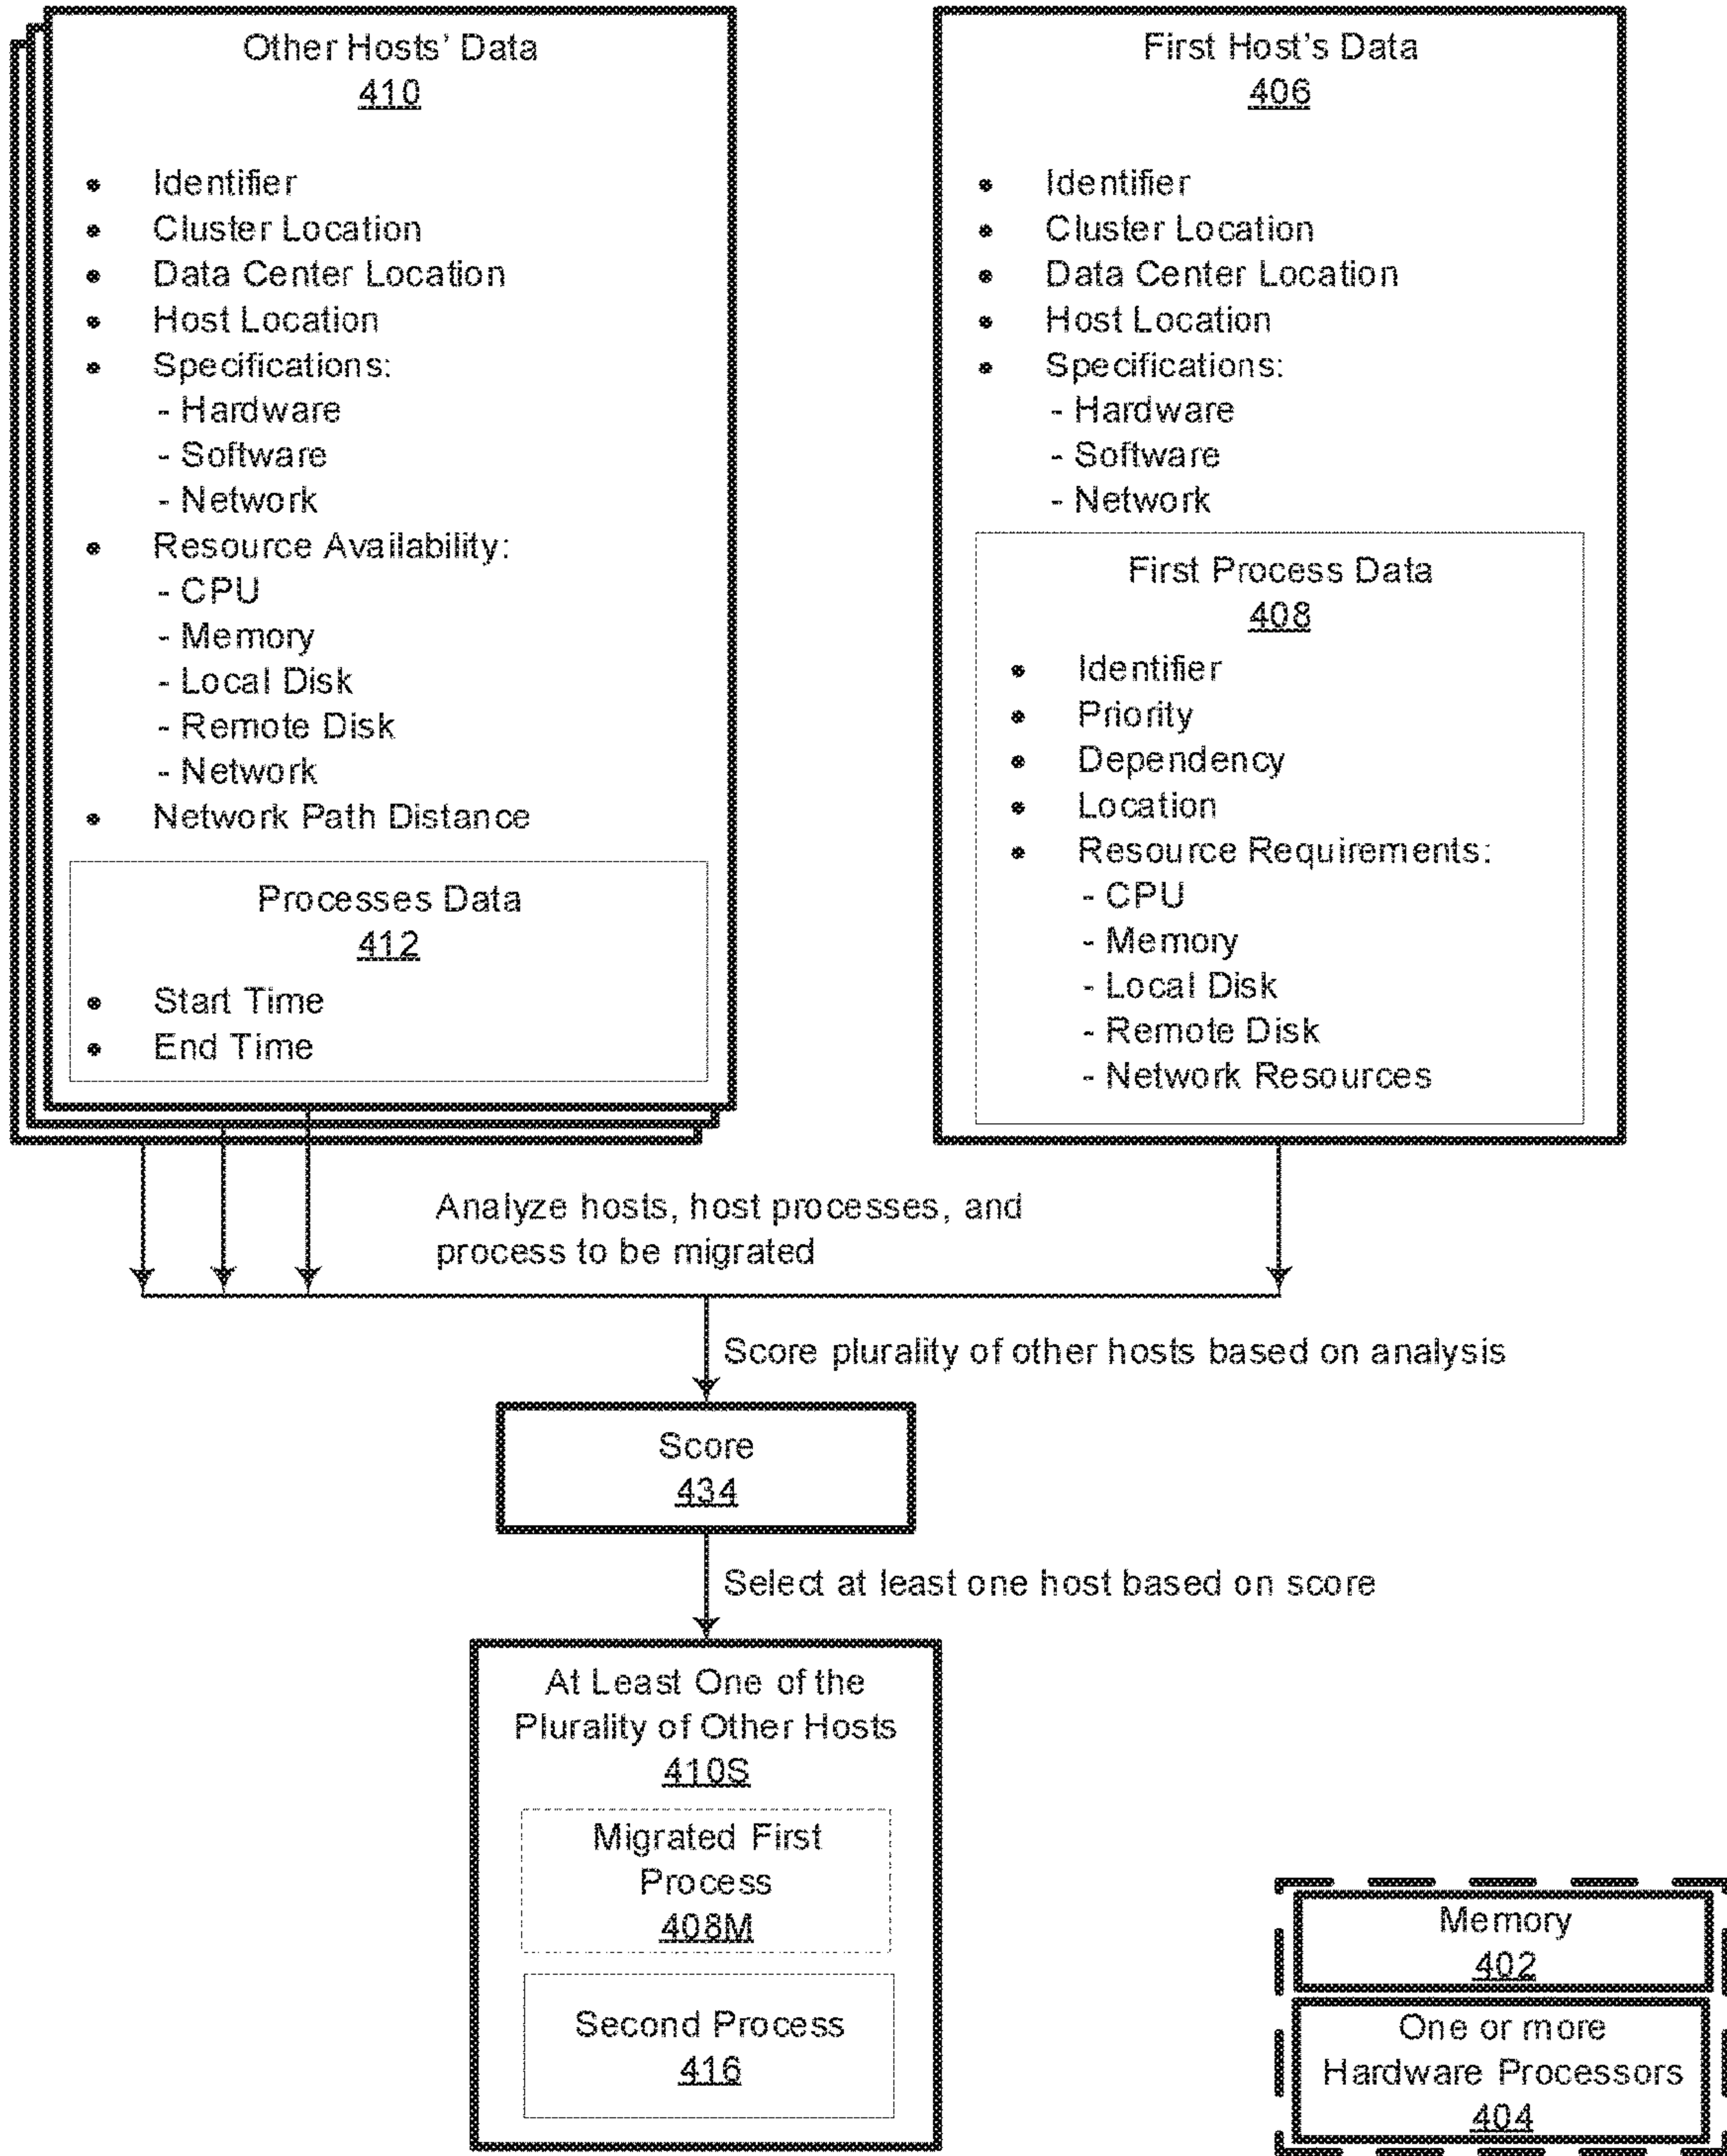 Other Hosts' Data
410
• Identifier
• Cluster Location
• Data Center Location
• Host Location
• Specifications:
- Hardware
- Software
- Network
• Resource Availability:
- CPU
- Memory
- Local Disk
- Remote Disk
- Network
• Network Path Distance
Processes Data
412
• Start Time
• End Time
First Host's Data
406
• Identifier
• Cluster Location
• Data Center Location
• Host Location
• Specifications:
- Hardware
- Software
- Network
First Process Data
408
• Identifier
• Priority
• Dependency
• Location
• Resource Requirements:
- CPU
- Memory
- Local Disk
- Remote Disk
- Network Resources
Analyze hosts, host processes, and
process to be migrated
Score plurality of other hosts based on analysis
Score
434
Select at least one host based on score
At Least One of the
Plurality of Other Hosts
410S
Migrated First
Process
408M
Second Process
416
Memory
402
One or more
Hardware Processors
404